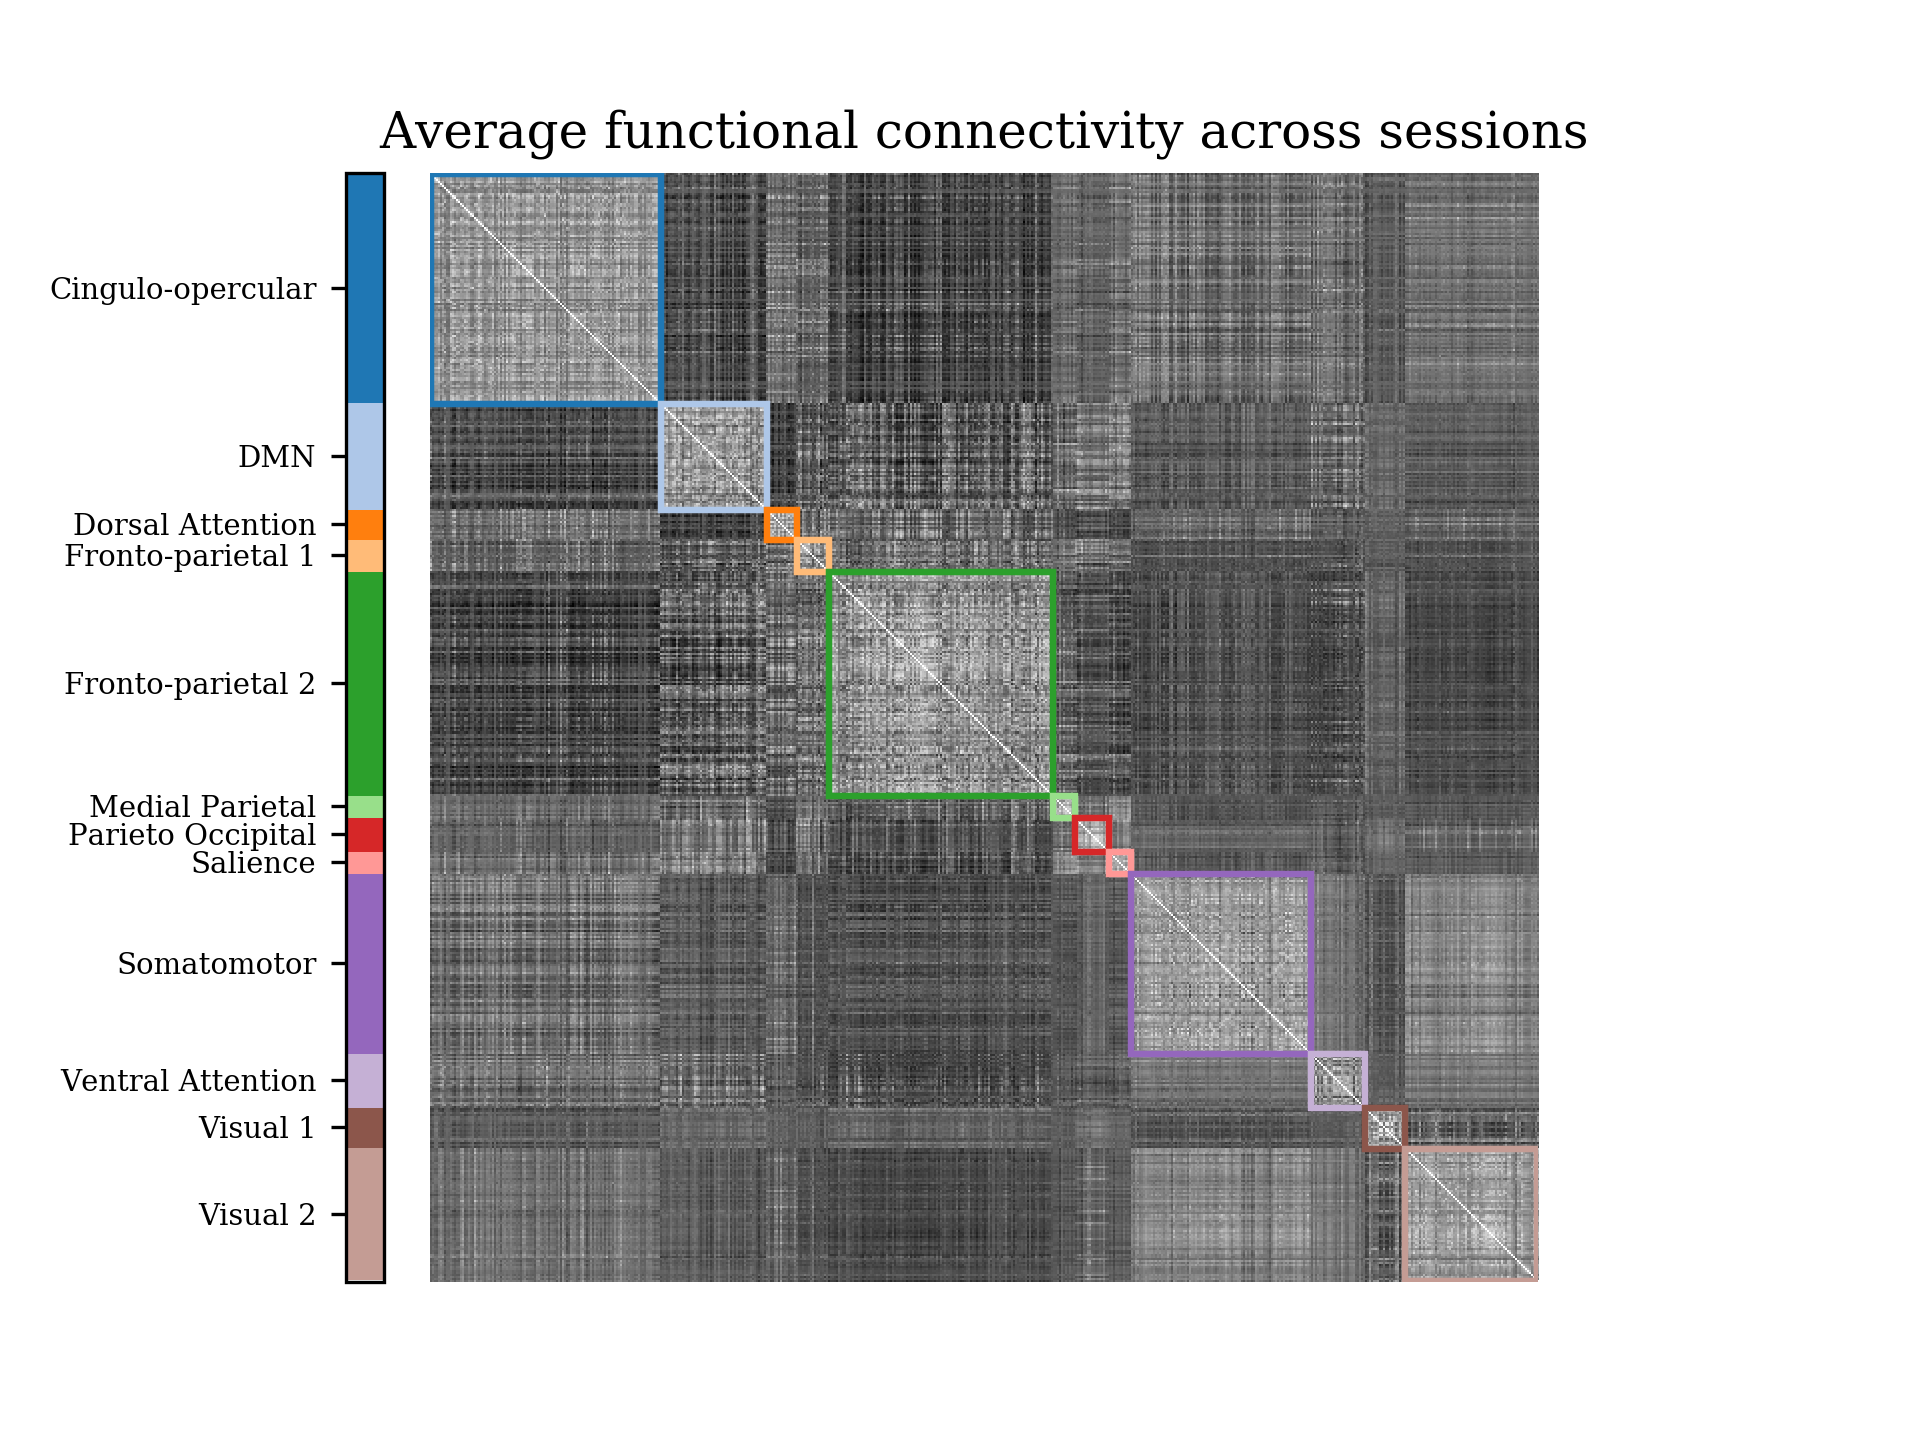 Average functional connectivity across sessions
Cingulo-opercular
DMN
Dorsal Attention
Fronto-parietal 1
Fronto-parietal 2
Medial Parietal
Parieto Occipital
Salience
Somatomotor
Ventral Attention
Visual 1
Visual 2